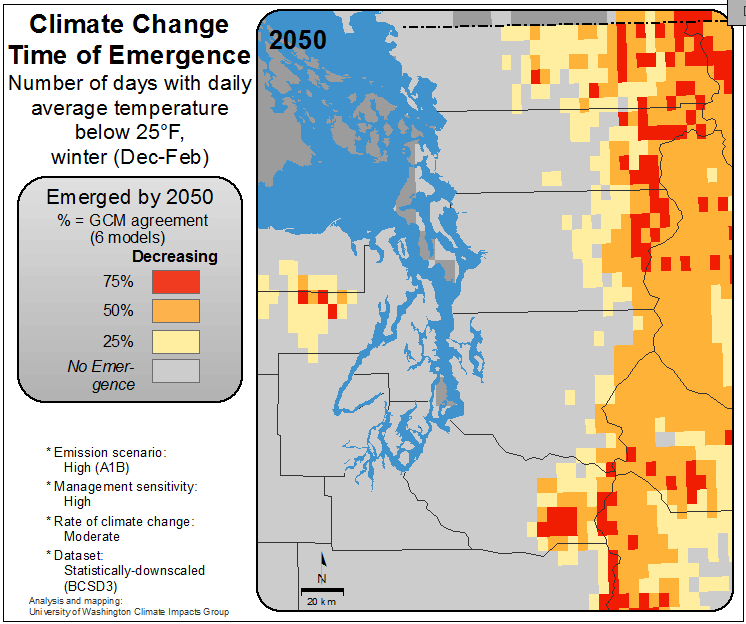 Climate Change
Time of Emergence
Number of days with daily
average temperature
below 25°F,
winter (Dec-Feb)
Emerged by 2050
% = GCM agreement
(6 models)
Decreasing
75%
50%
25%
No Emer-
gence
* Emission scenario:
High (A1B)
* Management sensitivity:
High
* Rate of climate change:
Moderate
* Dataset:
Statistically-downscaled
(BCSD3)
Analysis and mapping:
University of Washington Climate Impacts Group
2050
N
20 km